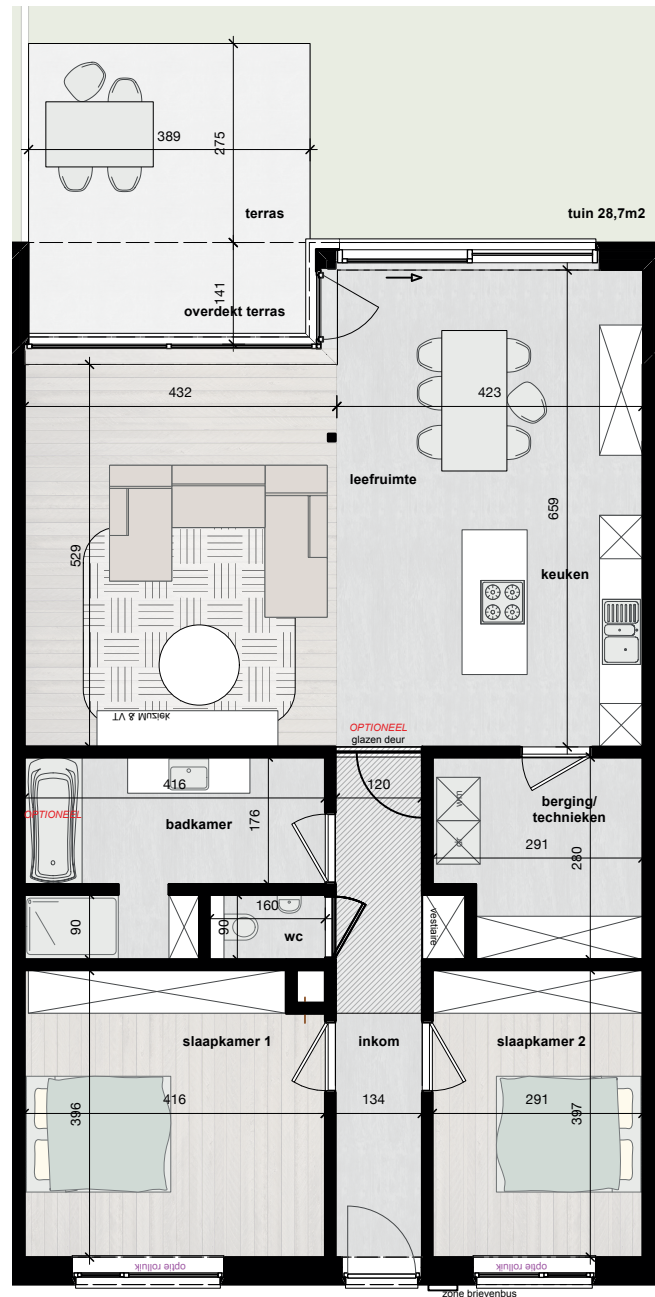 389
275
terras
tuin 28,7m2
141
overdekt terras
432
423
leefruimte
659
529
keuken
TV & Muziek
OPTIONEEL
glazen deur
416
120
wm
berging/
technieken
OPTIONEEL
badkamer
176
dk
291
280
90
160
90
wc
vestiaire
slaapkamer 1
inkom
slaapkamer 2
416
396
134
291
397
optie rolluik
optie rolluik
zone brievenbus